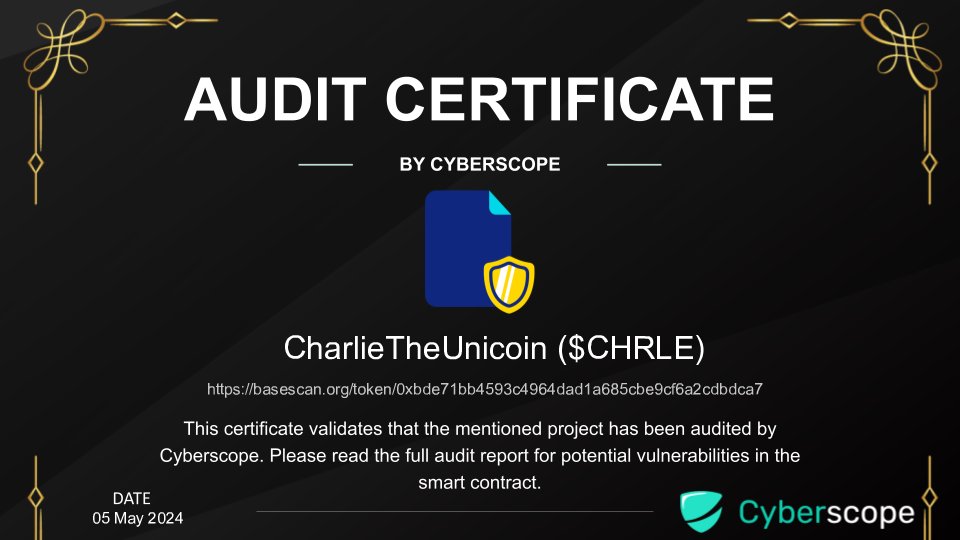 AUDIT CERTIFICATE
BY CYBERSCOPE
CharlieTheUnicoin ($CHRLE)
https://basescan.org/token/0xbde71bb4593c4964dad1a685cbe9cf6a2cdbdca7
This certificate validates that the mentioned project has been audited by
Cyberscope. Please read the full audit report for potential vulnerabilities in the
smart contract.
DATE
05 May 2024
Cyberscope